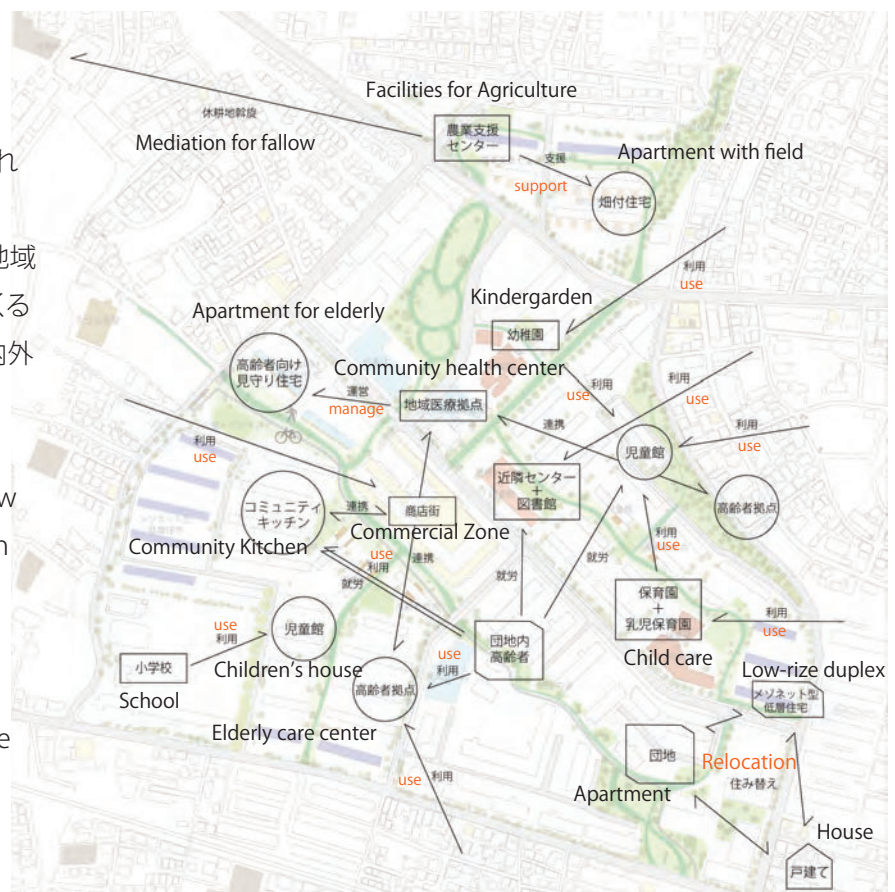 Facilities for Agriculture
休耕地斡旋
農業支援
センター
Mediation for fallow
れ
支援
Apartment with field
support
畑付住宅
地域
利用
use
Kindergarden
くる
Apartment for elderly
幼稚園
内外
高齢者向け
見守り住宅
Community health center
運営
manage
地域医療拠点
利用
use
利用
use
連携
利用
use
児童館
利用
use
近隣センター
+
図書館
コミュニティ
キッチン
連携
商店街
高齢者拠点
w
Commercial Zone
Community Kitchen
n
use
利用
連携
就労
利用
use
就労
就労
保育園
+
乳児保育園
use
利用
児童館
団地内
高齢者
利用
use
小学校
Children's house
use
利用
Child care
Low-rize duplex
School
高齢者拠点
メゾネット型
低層住宅
Elderly care center
e
団地
Relocation
住み替え
use
利用
Apartment
House
戸建て